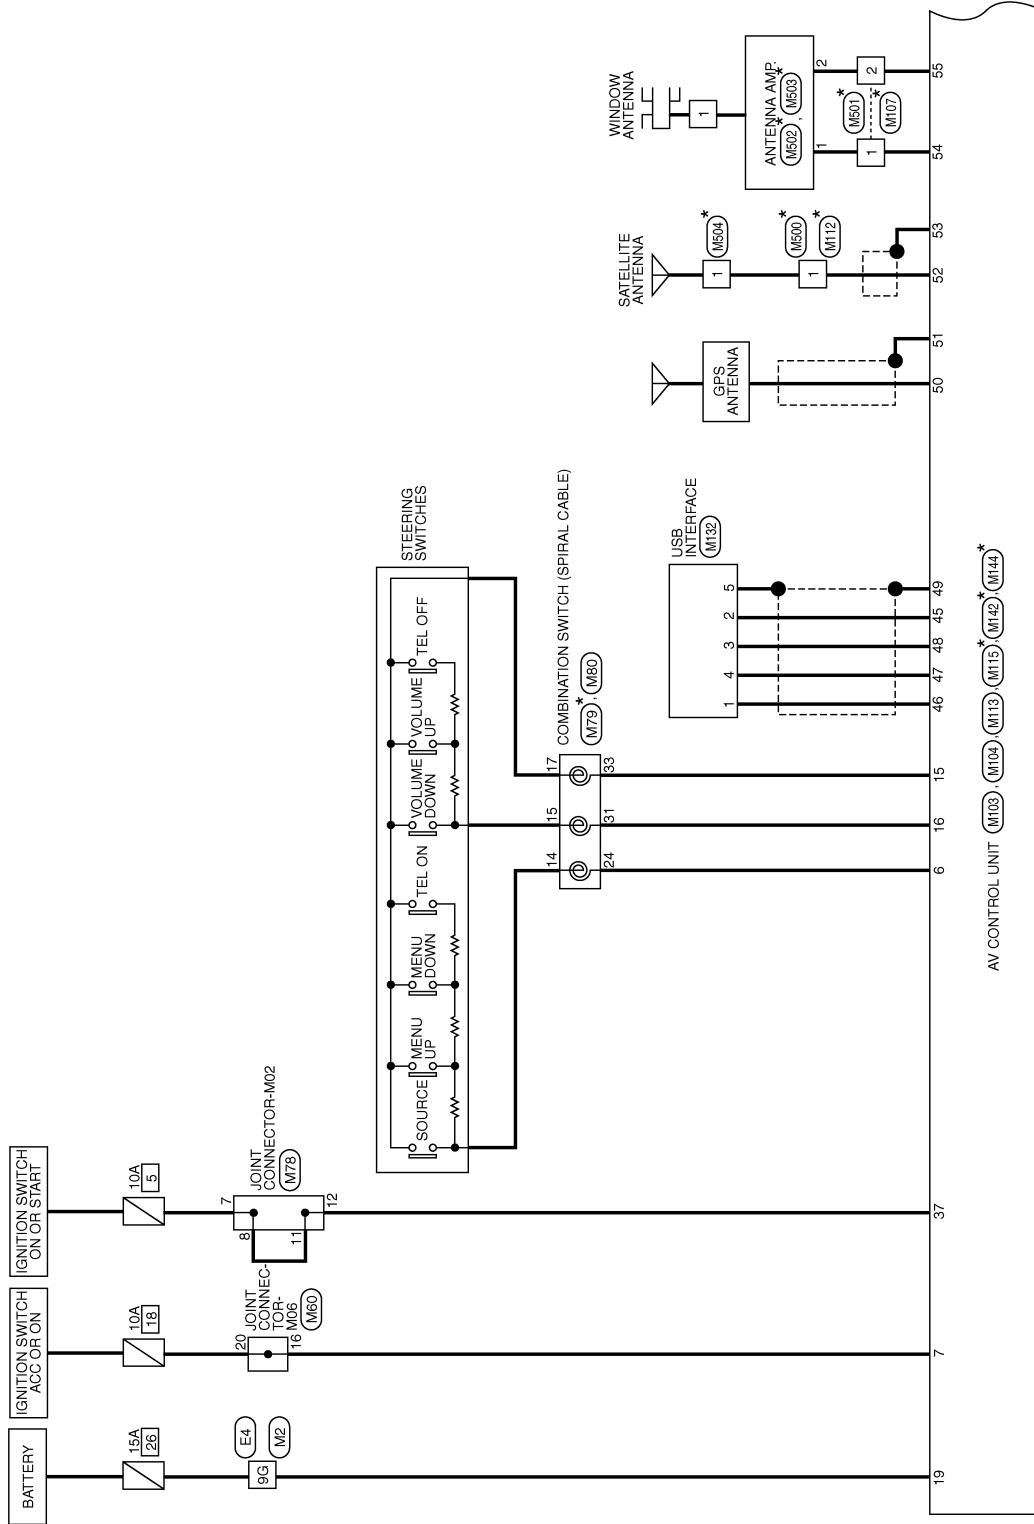 BATTERY
IGNITION SWITCH
ACC OR ON
IGNITION SWITCH
ON OR START
15A
26
10A
18
10A
5
E4
M2
9G
20
JOINT
CONNEC-
TOR-
M06
M60
16
7
JOINT
CONNECTOR-M02
M78
8
11
12
STEERING
SWITCHES
SOURCE
MENU
UP
MENU
DOWN
TEL ON
VOLUME
DOWN
VOLUME
UP
TEL OFF
COMBINATION SWITCH (SPIRAL CABLE)
M79 * , M80
14
15
17
24
31
33
USB
INTERFACE
M132
1
4
3
2
5
GPS
ANTENNA
SATELLITE
ANTENNA
1
M504 *
1
M500 *
M112 *
WINDOW
ANTENNA
1
ANTENNA AMP.
M502 * , M503 *
1
2
1
2
M501 *
M107 *
19
7
37
6
16
15
46
47
48
45
49
50
51
52
53
54
55
AV CONTROL UNIT M103 , M104 , M113 , M115 * , M142 * , M144 *